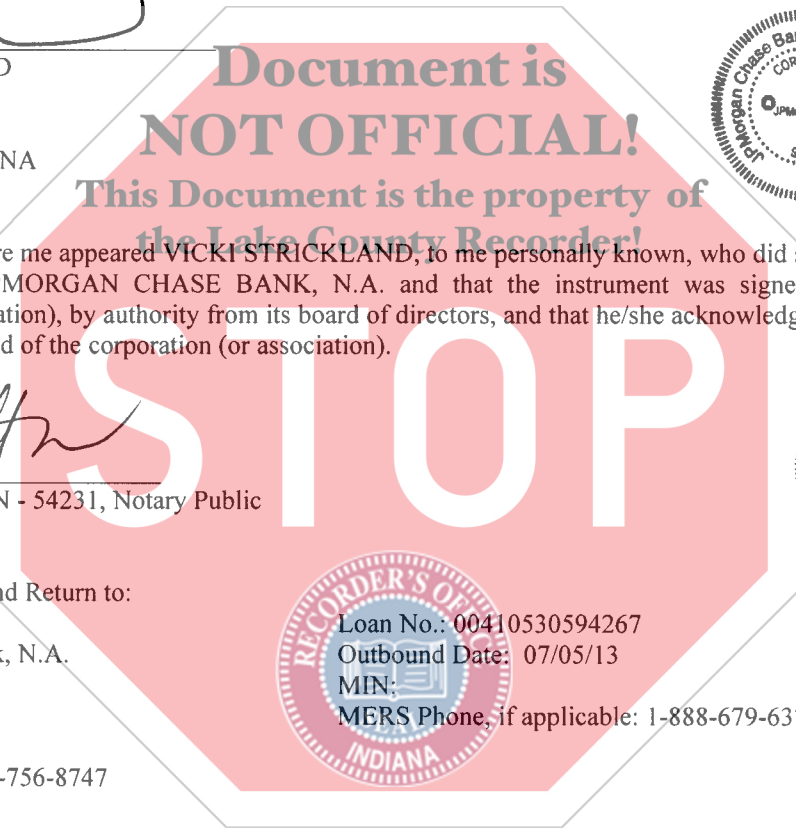 D
Document is
NOT OFFICIAL!
NA
This Document is the property of
the Lake County Recorder!
re me appeared VICKI STRICKLAND, to me personally known, who did
MORGAN CHASE BANK, N.A. and that the instrument was signe
ation), by authority from its board of directors, and that he/she acknowledg
d of the corporation (or association).
STOP
N - 54231, Notary Public
nd Return to:
, N.A.
-756-8747
Loan No.: 00410530594267
Outbound Date: 07/05/13
MIN:
MERS Phone, if applicable: 1-888-679-63
RECORDER'S OFFICE
SEAL
INDIANA
JPMorgan Chase Ba
COR
JPM
S